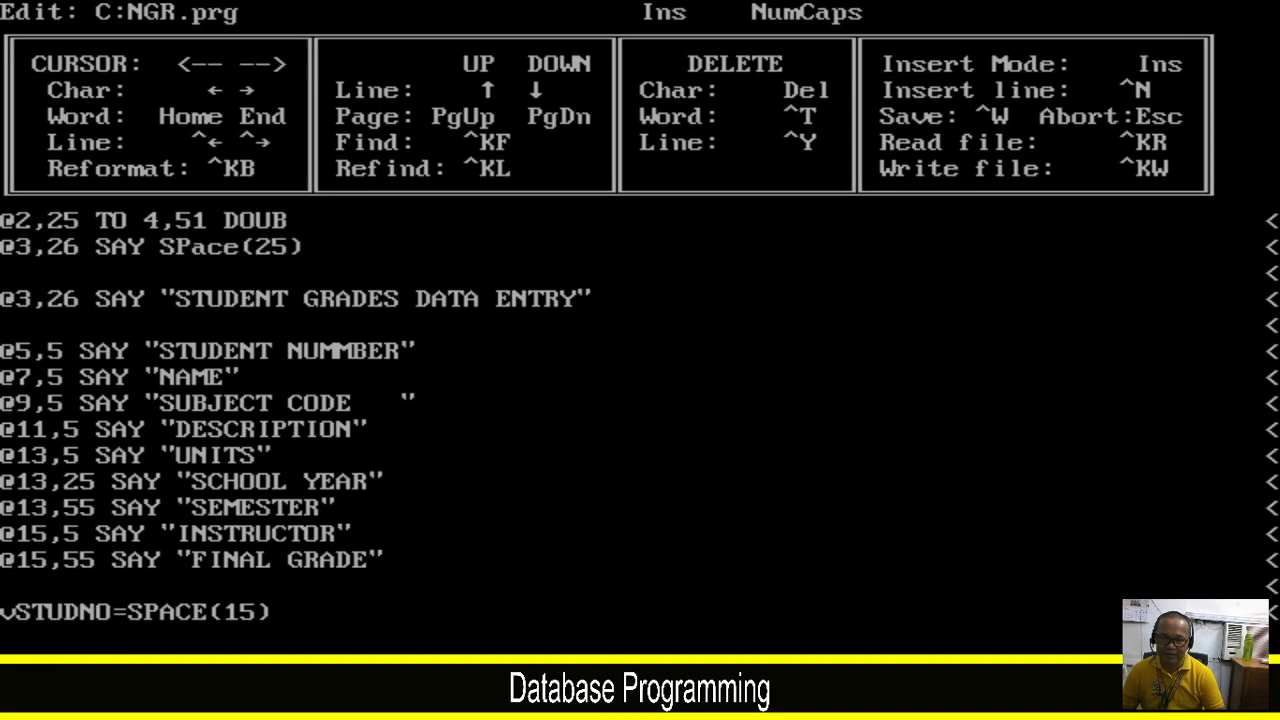 Edit: C:NGR.prg Ins NumCaps
CURSOR: <-- --> UP DOWN DELETE Insert Mode: Ins
Char: ← → Line: ↑ ↓ Char: Del Insert line: ^N
Word: Home End Page: PgUp PgDn Word: ^T Save: ^W Abort:Esc
Line: ^← ^→ Find: ^KF Line: ^Y Read file: ^KR
Reformat: ^KB Refind: ^KL Write file: ^KW
@2,25 TO 4,51 DOUB <
@3,26 SAY SPace(25) <
<
@3,26 SAY "STUDENT GRADES DATA ENTRY" <
<
@5,5 SAY "STUDENT NUMMBER" <
@7,5 SAY "NAME" <
@9,5 SAY "SUBJECT CODE   " <
@11,5 SAY "DESCRIPTION" <
@13,5 SAY "UNITS" <
@13,25 SAY "SCHOOL YEAR" <
@13,55 SAY "SEMESTER" <
@15,5 SAY "INSTRUCTOR" <
@15,55 SAY "FINAL GRADE" <
<
vSTUDNO=SPACE(15) <
Database Programming